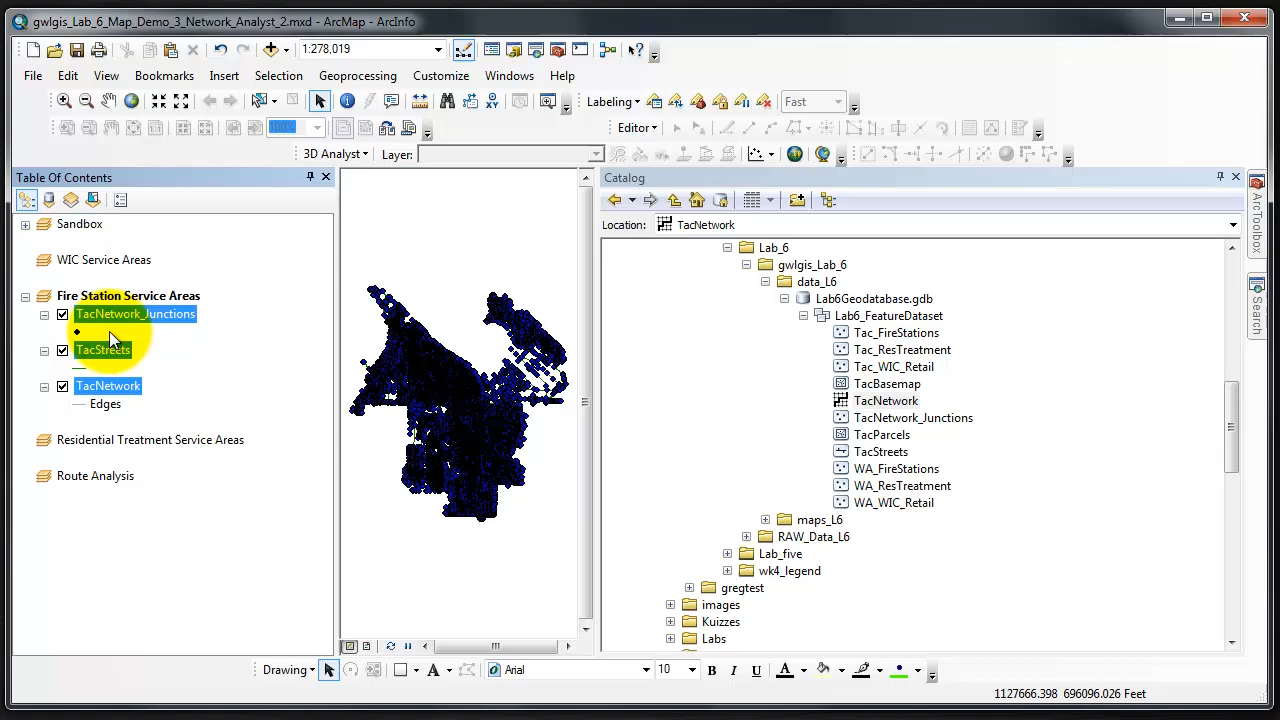 gwlgis_Lab_6_Map_Demo_3_Network_Analyst_2.mxd - ArcMap - ArcInfo
1:278,019
File Edit View Bookmarks Insert Selection Geoprocessing Customize Windows Help
Labeling Fast
100% Editor
3D Analyst Layer:
Table Of Contents
Sandbox
WIC Service Areas
Fire Station Service Areas
TacNetwork_Junctions
TacStreets
TacNetwork
Edges
Residential Treatment Service Areas
Route Analysis
Catalog
Location: TacNetwork
Lab_6
gwlgis_Lab_6
data_L6
Lab6Geodatabase.gdb
Lab6_FeatureDataset
Tac_FireStations
Tac_ResTreatment
Tac_WIC_Retail
TacBasemap
TacNetwork
TacNetwork_Junctions
TacParcels
TacStreets
WA_FireStations
WA_ResTreatment
WA_WIC_Retail
maps_L6
RAW_Data_L6
Lab_five
wk4_legend
gregtest
images
Kuizzes
Labs
ArcToolbox
Search
Drawing Arial 10 B I U A
1127666.398 696096.026 Feet